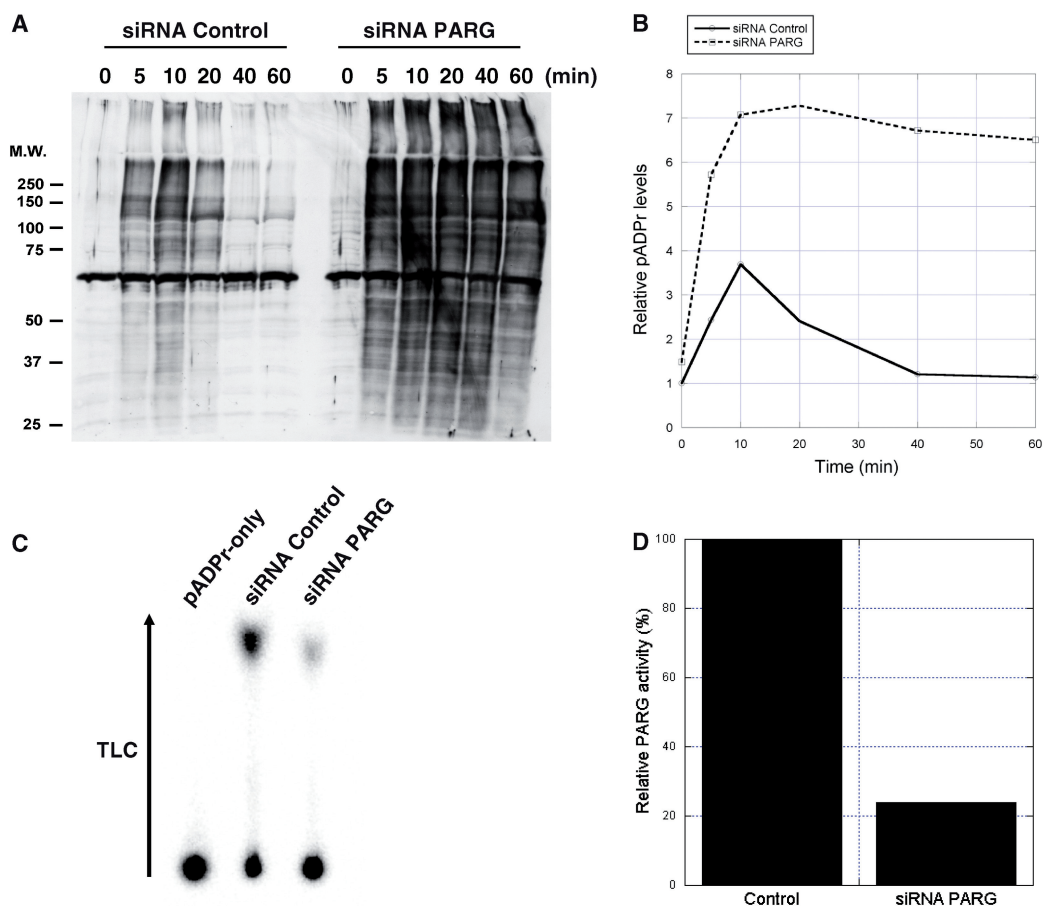 A
siRNA Control
siRNA PARG
0 5 10 20 40 60
0 5 10 20 40 60 (min)
M.W.
250
150
100
75
50
37
25
B
siRNA Control
siRNA PARG
8
7
6
5
4
3
2
1
0
Relative pADPr levels
0 10 20 30 40 50 60
Time (min)
C
pADPr-only
siRNA Control
siRNA PARG
TLC
D
100
80
60
40
20
0
Relative PARG activity (%)
Control
siRNA PARG